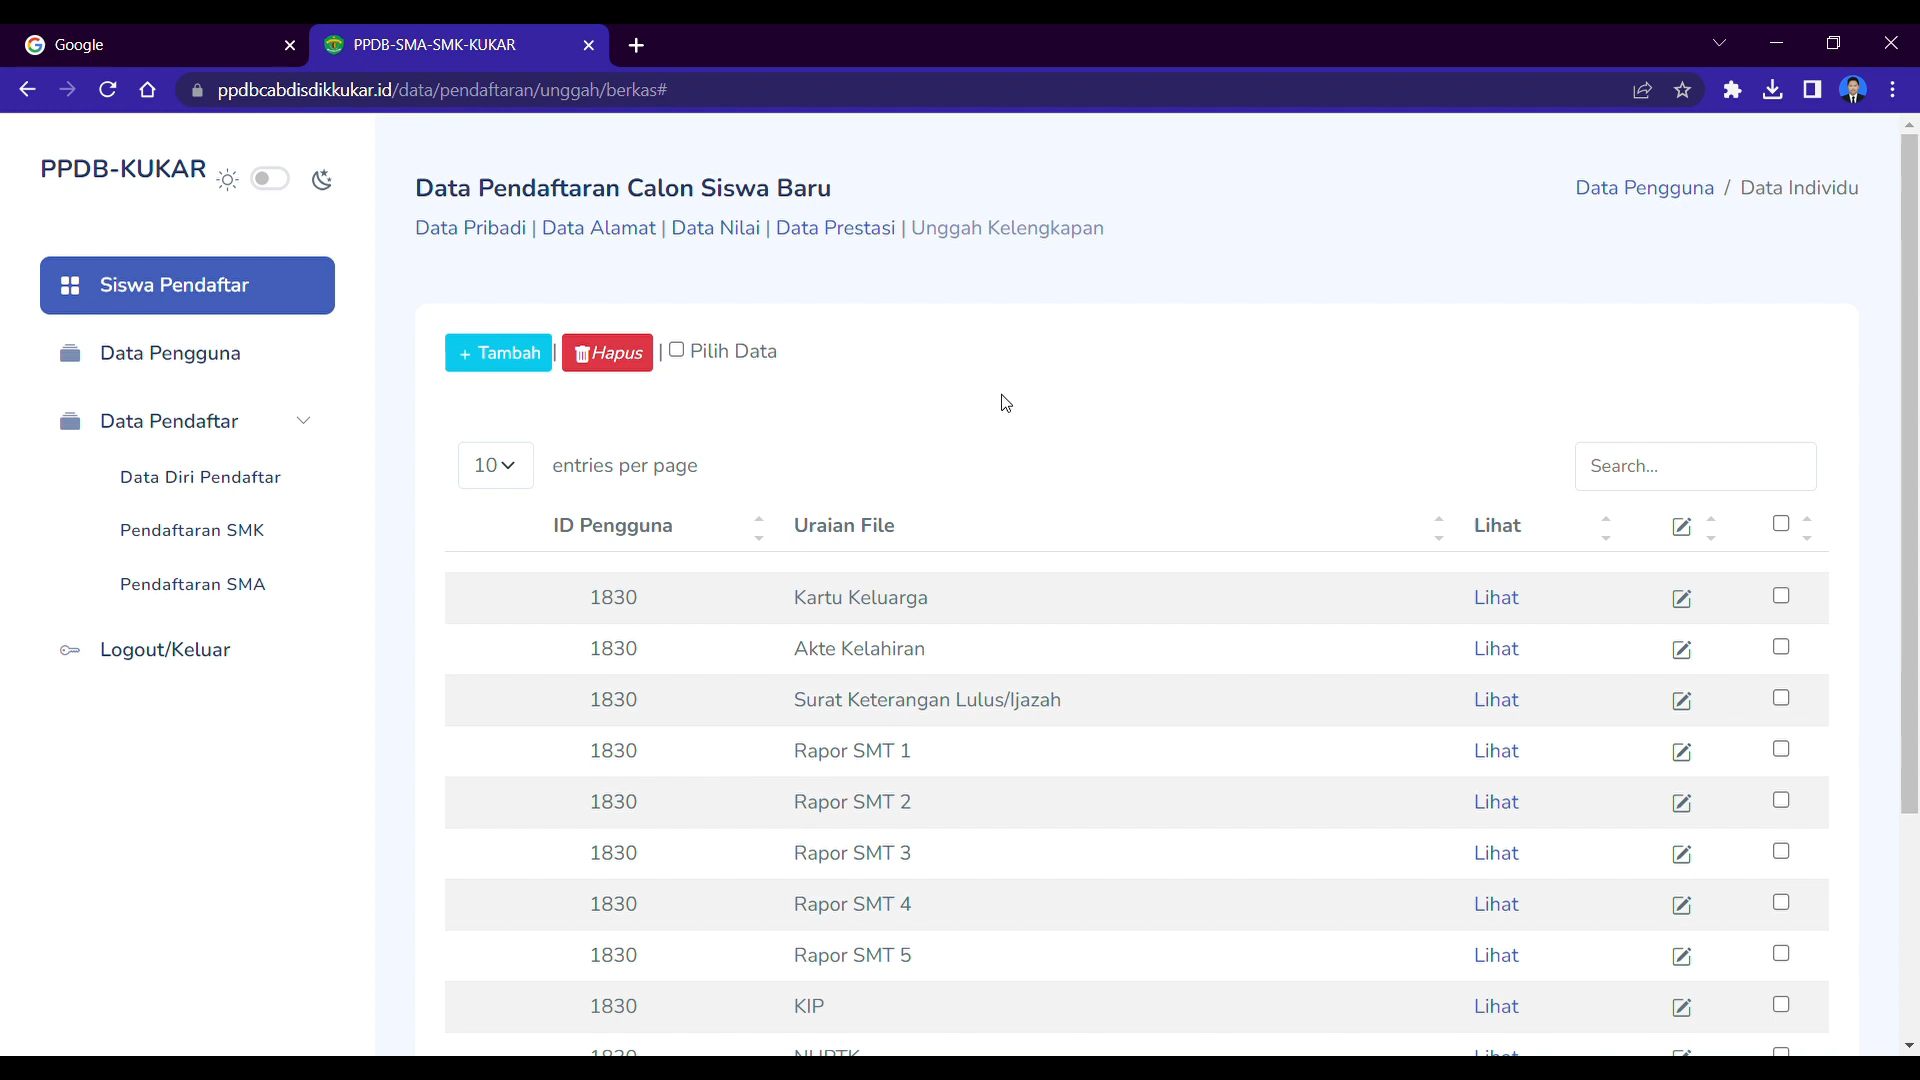 Google
PPDB-SMA-SMK-KUKAR
ppdbcabdisdikkukar.id/data/pendaftaran/unggah/berkas#
PPDB-KUKAR
Siswa Pendaftar
Data Pengguna
Data Pendaftar
Data Diri Pendaftar
Pendaftaran SMK
Pendaftaran SMA
Logout/Keluar
Data Pendaftaran Calon Siswa Baru
Data Pengguna / Data Individu
Data Pribadi | Data Alamat | Data Nilai | Data Prestasi | Unggah Kelengkapan
+ Tambah | Hapus | Pilih Data
10 entries per page
Search...
ID Pengguna Uraian File Lihat
1830 Kartu Keluarga Lihat
1830 Akte Kelahiran Lihat
1830 Surat Keterangan Lulus/Ijazah Lihat
1830 Rapor SMT 1 Lihat
1830 Rapor SMT 2 Lihat
1830 Rapor SMT 3 Lihat
1830 Rapor SMT 4 Lihat
1830 Rapor SMT 5 Lihat
1830 KIP Lihat